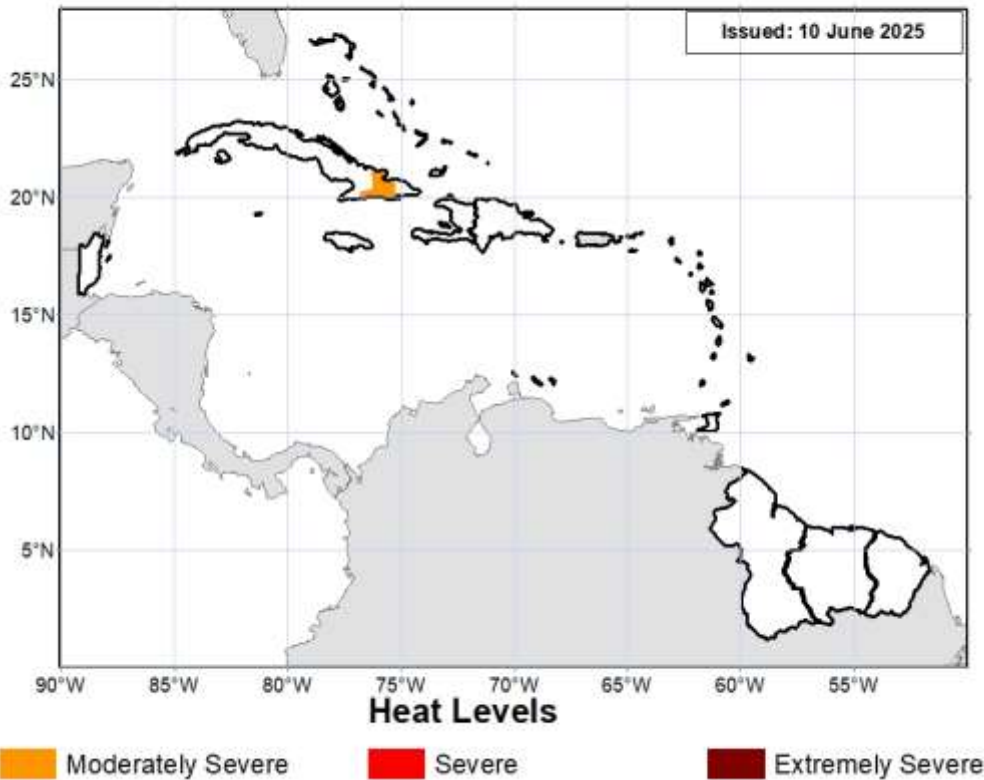 Issued: 10 June 2025
25°N
20°N
15°N
10°N
5°N
90°W 85°W 80°W 75°W 70°W 65°W 60°W 55°W
Heat Levels
Moderately Severe Severe Extremely Severe